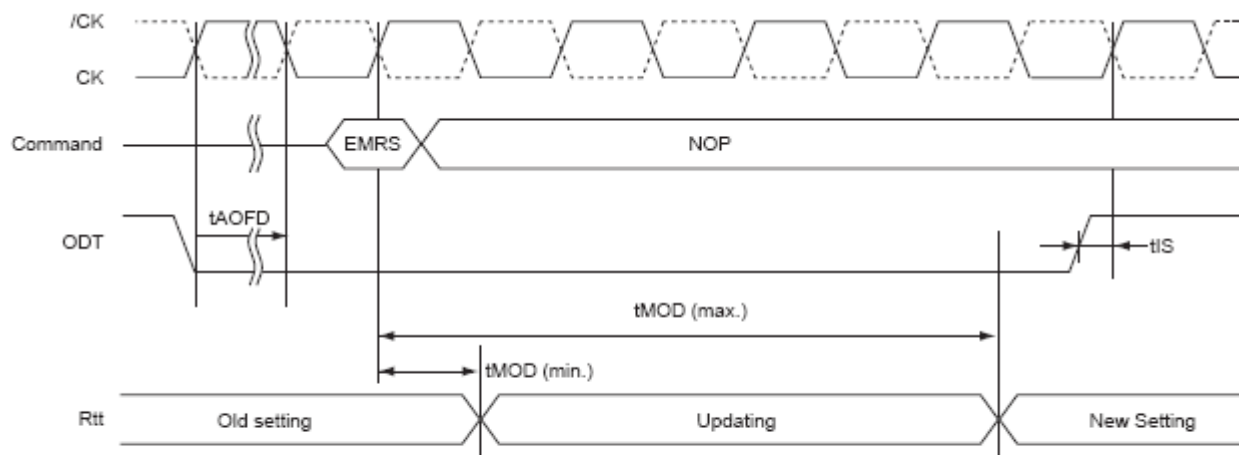 /CK
CK
Command
EMRS
NOP
tAOFD
ODT
tIS
tMOD (max.)
tMOD (min.)
Rtt
Old setting
Updating
New Setting